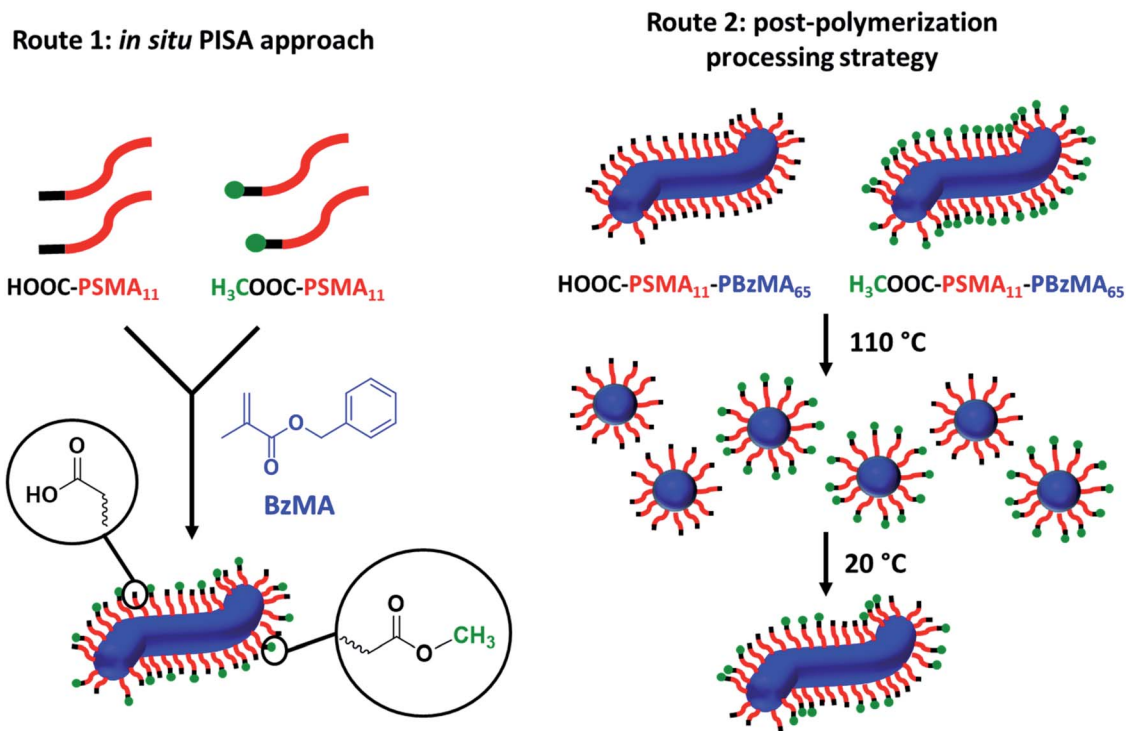 Route 1: in situ PISA approach
HOOC-PSMA₁₁
H₃COOC-PSMA₁₁
BzMA
O
O
O
HO
O
O
CH₃
Route 2: post-polymerization
processing strategy
HOOC-PSMA₁₁-PBzMA₆₅
H₃COOC-PSMA₁₁-PBzMA₆₅
110 °C
20 °C